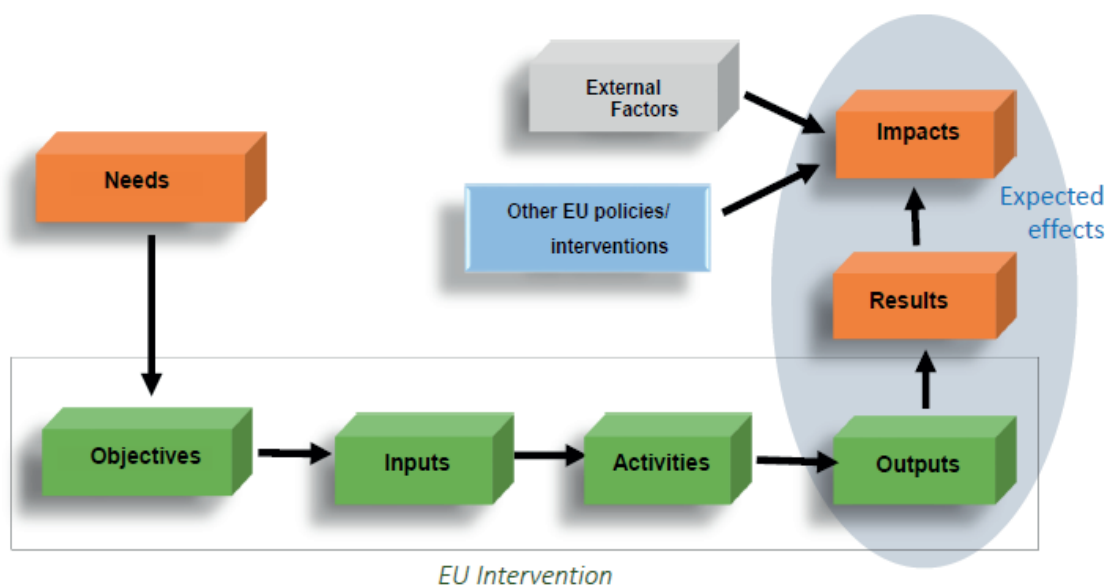 External
Factors
Impacts
Needs
Other EU policies/
interventions
Expected
effects
Results
Objectives
Inputs
Activities
Outputs
EU Intervention